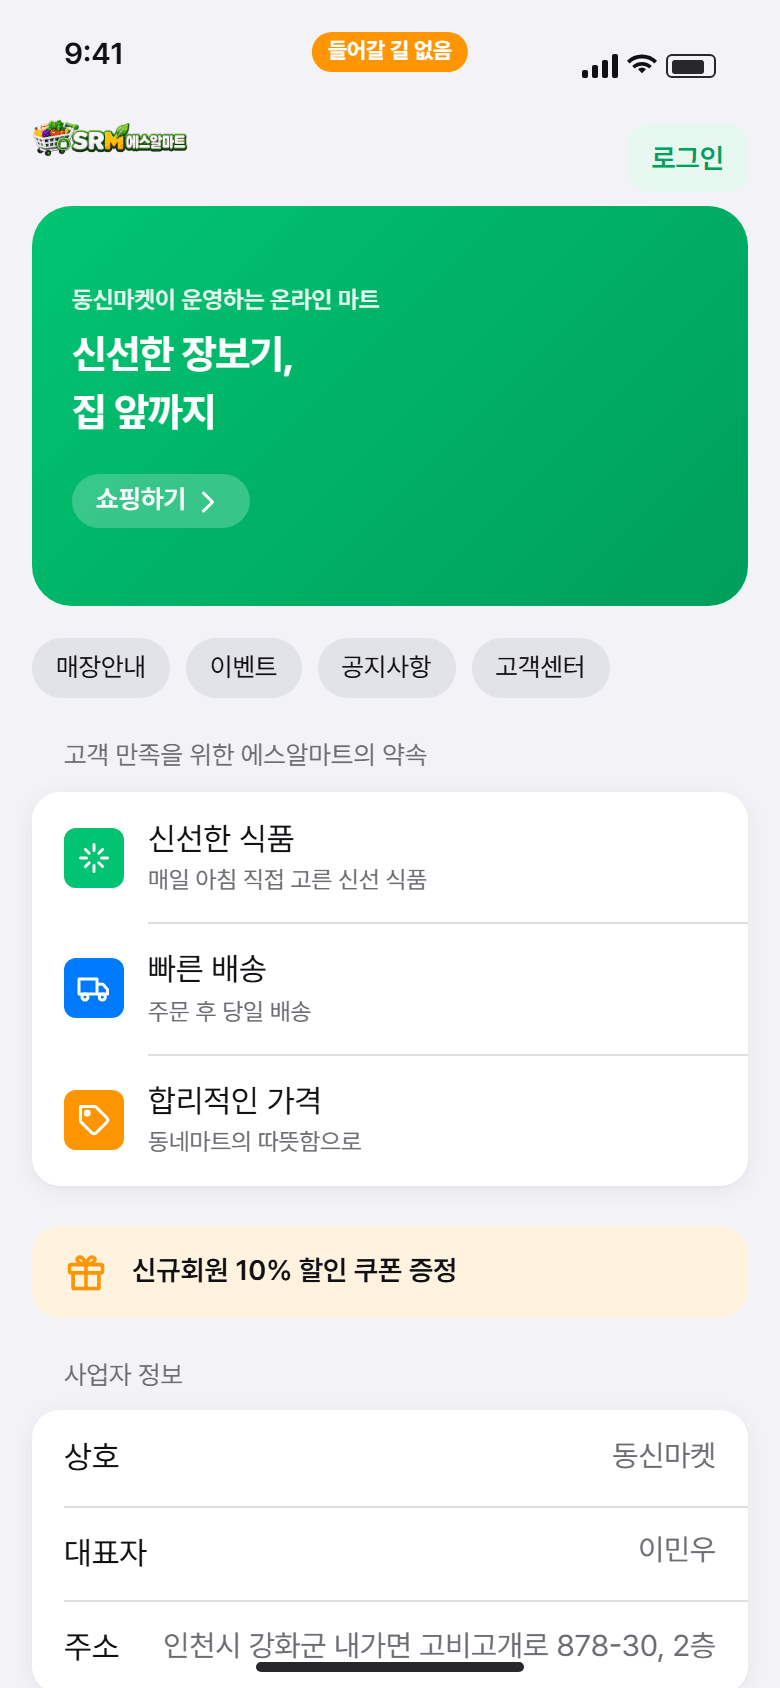 9:41
들어갈 길 없음
SRM에스알마트
로그인
동신마켓이 운영하는 온라인 마트
신선한 장보기,
집 앞까지
쇼핑하기
매장안내
이벤트
공지사항
고객센터
고객 만족을 위한 에스알마트의 약속
신선한 식품
매일 아침 직접 고른 신선 식품
빠른 배송
주문 후 당일 배송
합리적인 가격
동네마트의 따뜻함으로
신규회원 10% 할인 쿠폰 증정
사업자 정보
상호 동신마켓
대표자 이민우
주소 인천시 강화군 내가면 고비고개로 878-30, 2층